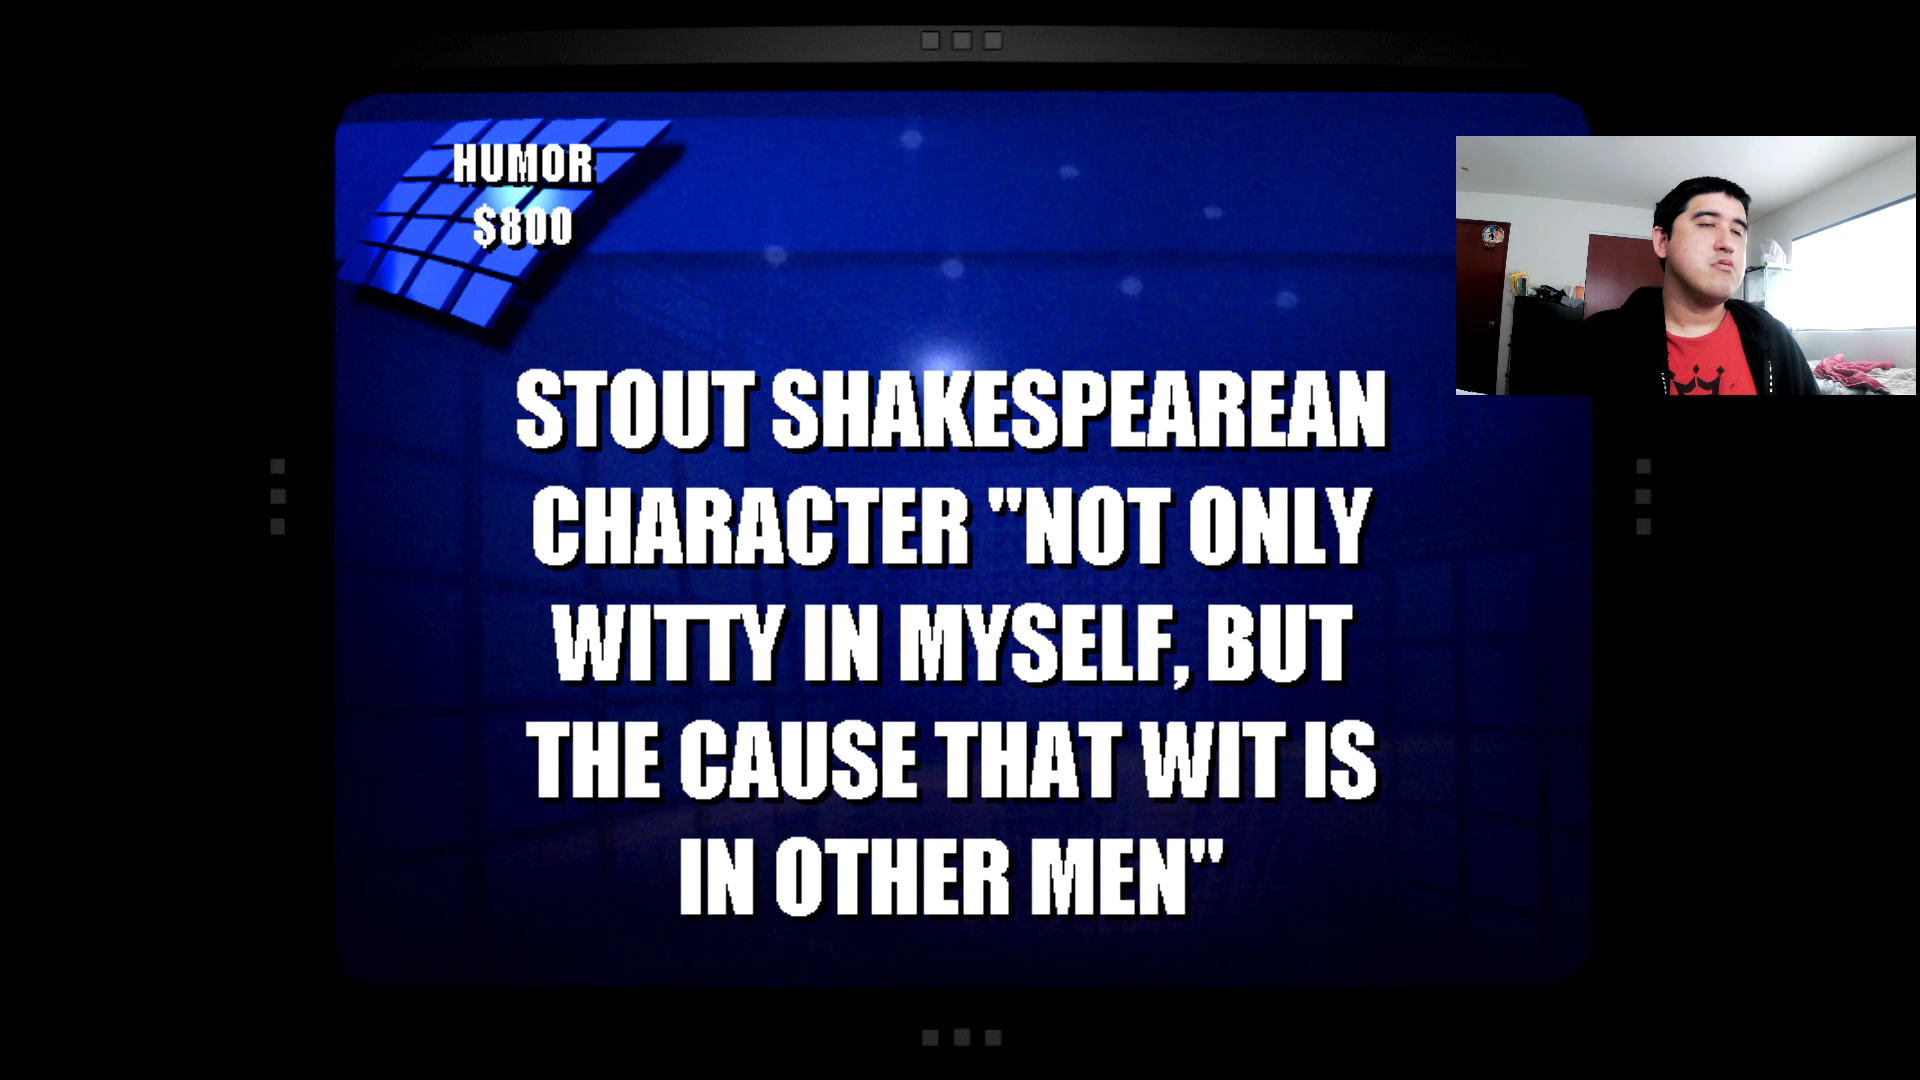 HUMOR
$800
STOUT SHAKESPEAREAN
CHARACTER "NOT ONLY
WITTY IN MYSELF, BUT
THE CAUSE THAT WIT IS
IN OTHER MEN"